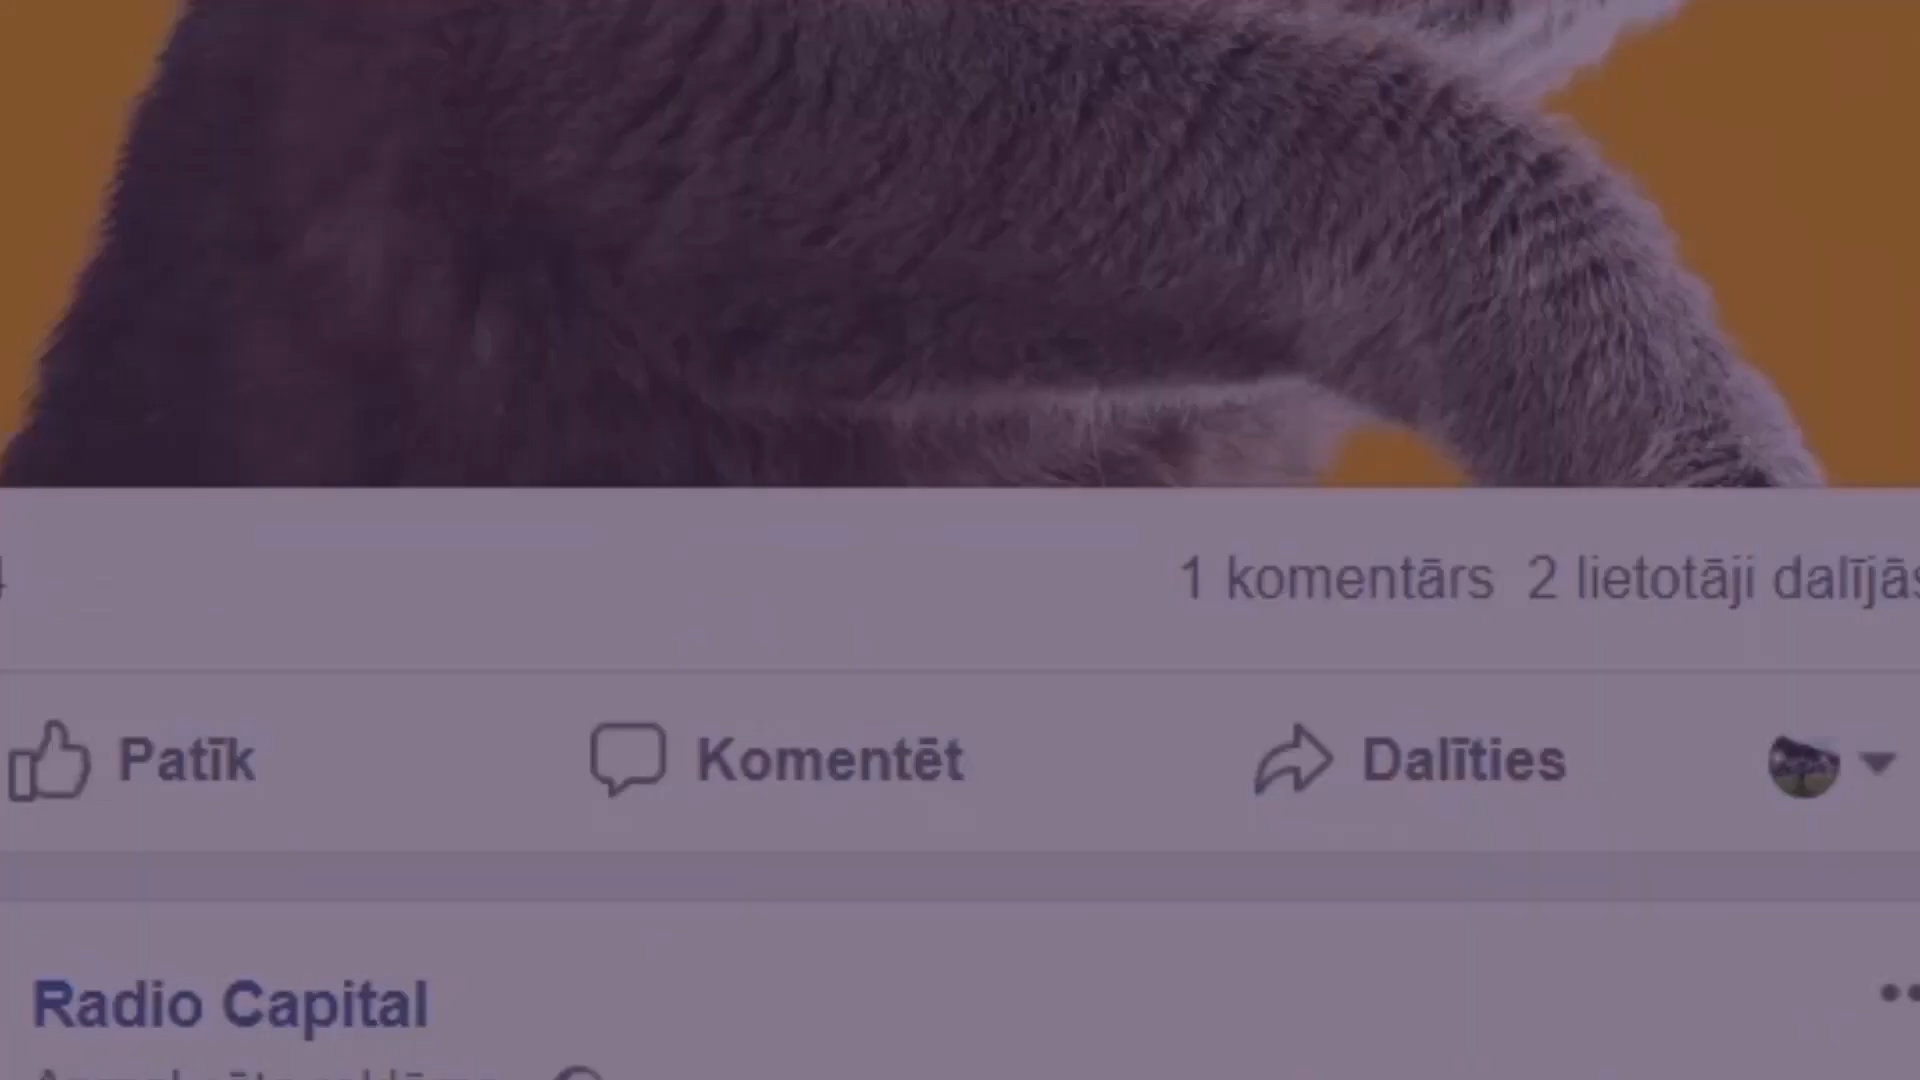 1 komentārs 2 lietotāji dalījās
Patīk Komentēt Dalīties
Radio Capital